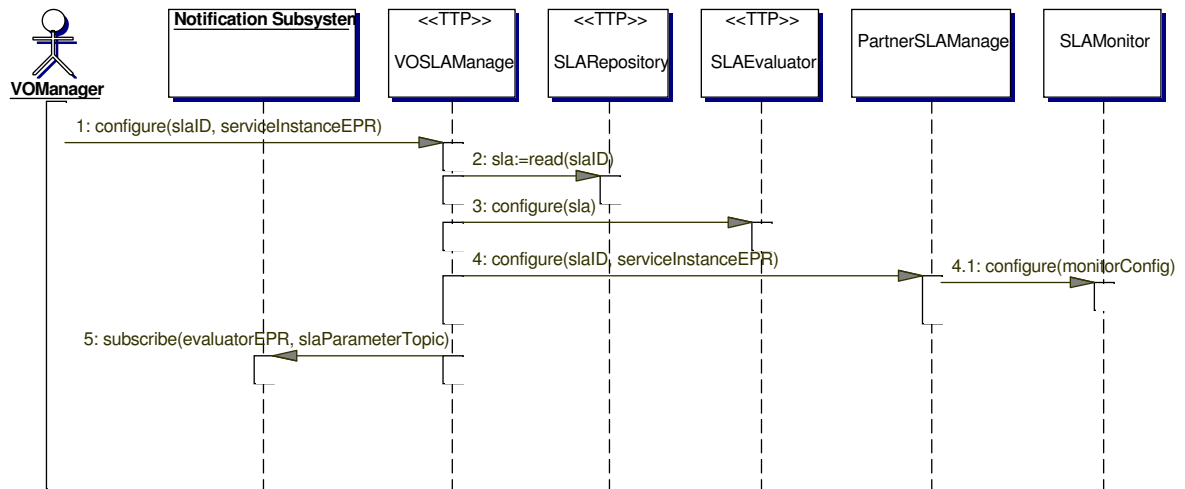 VOManager
Notification Subsysten
<<TTP>>
VOSLAManage
<<TTP>>
SLARepository
<<TTP>>
SLAEvaluator
PartnerSLAManage
SLAMonitor
1: configure(slaID, serviceInstanceEPR)
2: sla:=read(slaID)
3: configure(sla)
4: configure(slaID, serviceInstanceEPR)
4.1: configure(monitorConfig)
5: subscribe(evaluatorEPR, slaParameterTopic)